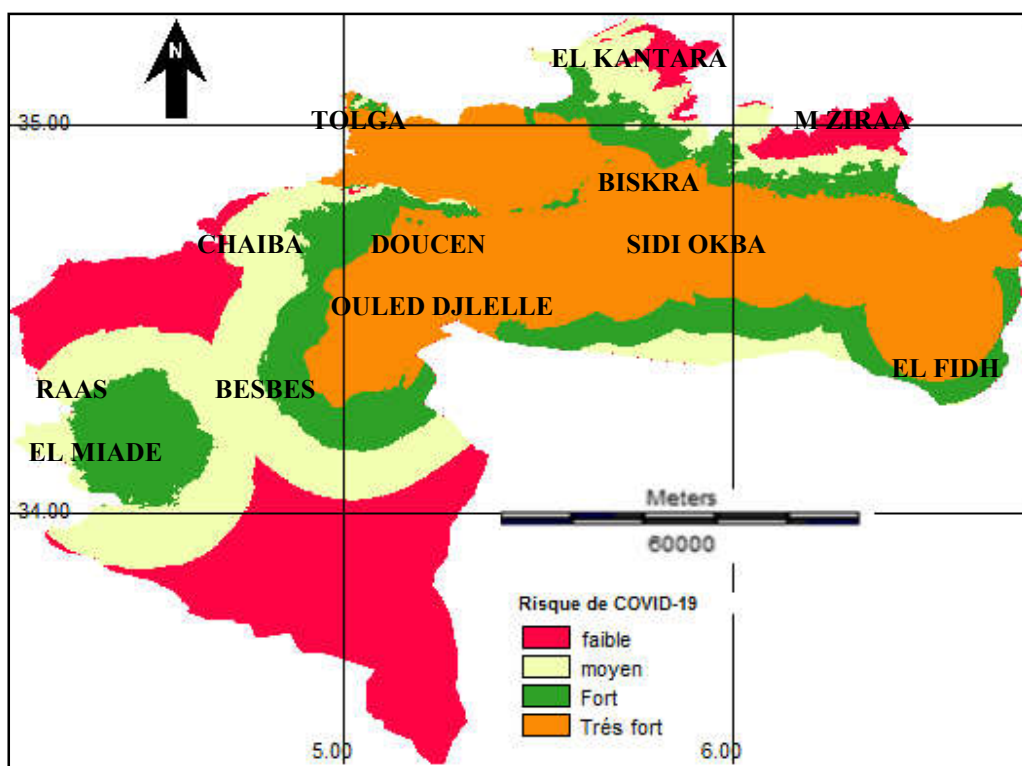 N
EL KANTARA
35.00
TOLGA
M ZIRAA
BISKRA
CHAIBA
DOUCEN
SIDI OKBA
OULED DJLELLE
RAAS
BESBES
EL FIDH
EL MIADE
34.00
Meters
60000
Risque de COVID-19
faible
moyen
Fort
Trés fort
5.00
6.00